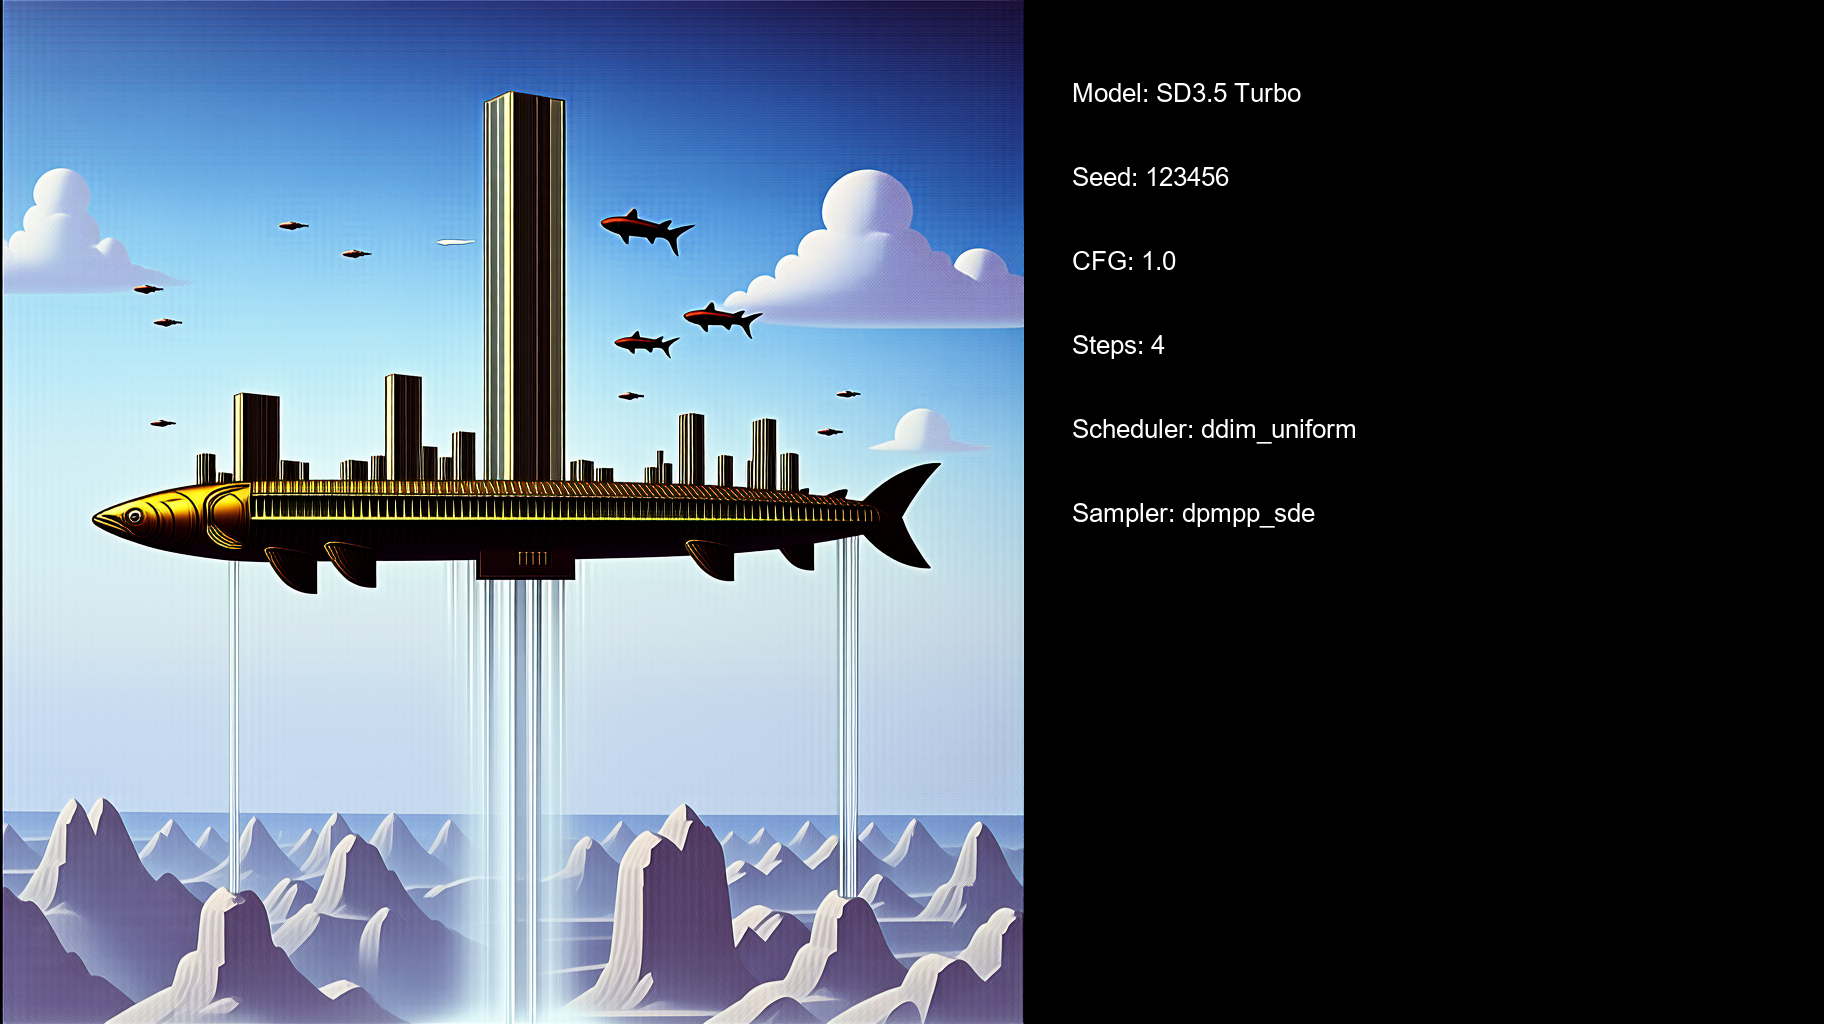 Model: SD3.5 Turbo
Seed: 123456
CFG: 1.0
Steps: 4
Scheduler: ddim_uniform
Sampler: dpmpp_sde